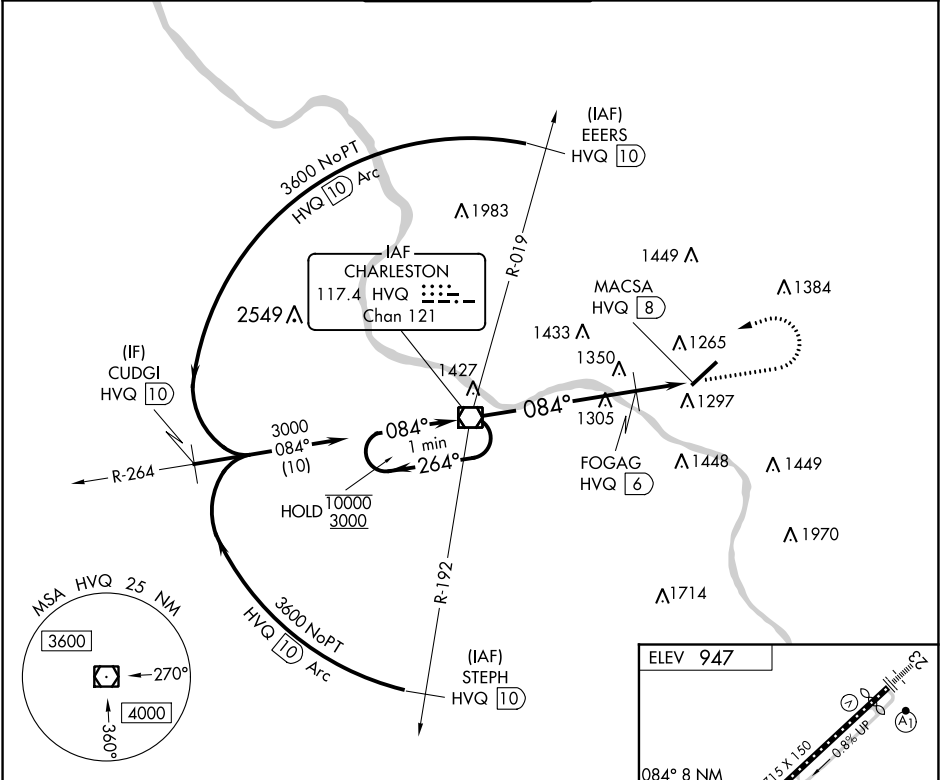 (IAF)
EEERS
HVQ 10
3600 NoPT
HVQ 10 Arc
1983
R-019
IAF
CHARLESTON
117.4 HVQ
Chan 121
1449
MACSA
HVQ 8
1384
2549
1433
1265
1350
(IF)
CUDGI
HVQ 10
1427
084°
1305
1297
3000
084°
(10)
084°
1 min
264°
R-264
FOGAG
HVQ 6
1448
1449
HOLD 10000
3000
1970
R-192
1714
3600 NoPT
HVQ 10 Arc
MSA HVQ 25 NM
3600
270°
4000
360°
(IAF)
STEPH
HVQ 10
ELEV 947
23
V
A1
0.8% UP
715 X 150
084° 8 NM